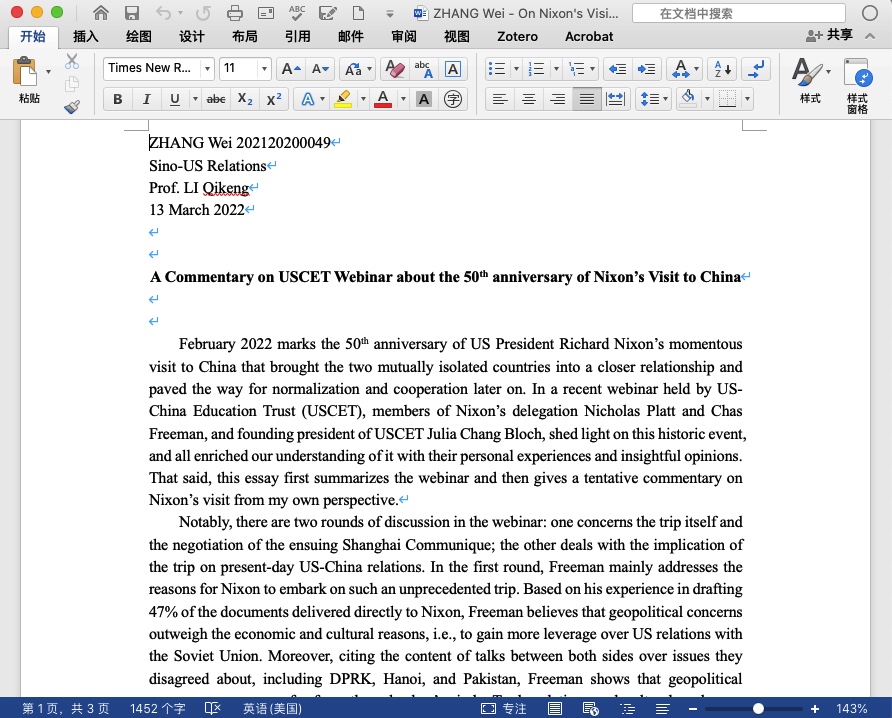 ZHANG Wei - On Nixon's Visi...
在文档中搜索
开始 插入 绘图 设计 布局 引用 邮件 审阅 视图 Zotero Acrobat 共享
粘贴 Times New R... 11 样式 样式窗格
ZHANG Wei 202120200049
Sino-US Relations
Prof. LI Qikeng
13 March 2022
A Commentary on USCET Webinar about the 50th anniversary of Nixon's Visit to China
February 2022 marks the 50th anniversary of US President Richard Nixon's momentous
visit to China that brought the two mutually isolated countries into a closer relationship and
paved the way for normalization and cooperation later on. In a recent webinar held by US-
China Education Trust (USCET), members of Nixon's delegation Nicholas Platt and Chas
Freeman, and founding president of USCET Julia Chang Bloch, shed light on this historic event,
and all enriched our understanding of it with their personal experiences and insightful opinions.
That said, this essay first summarizes the webinar and then gives a tentative commentary on
Nixon's visit from my own perspective.
Notably, there are two rounds of discussion in the webinar: one concerns the trip itself and
the negotiation of the ensuing Shanghai Communique; the other deals with the implication of
the trip on present-day US-China relations. In the first round, Freeman mainly addresses the
reasons for Nixon to embark on such an unprecedented trip. Based on his experience in drafting
47% of the documents delivered directly to Nixon, Freeman believes that geopolitical concerns
outweigh the economic and cultural reasons, i.e., to gain more leverage over US relations with
the Soviet Union. Moreover, citing the content of talks between both sides over issues they
disagreed about, including DPRK, Hanoi, and Pakistan, Freeman shows that geopolitical
第 1 页，共 3 页 1452 个字 英语(美国) 专注 143%